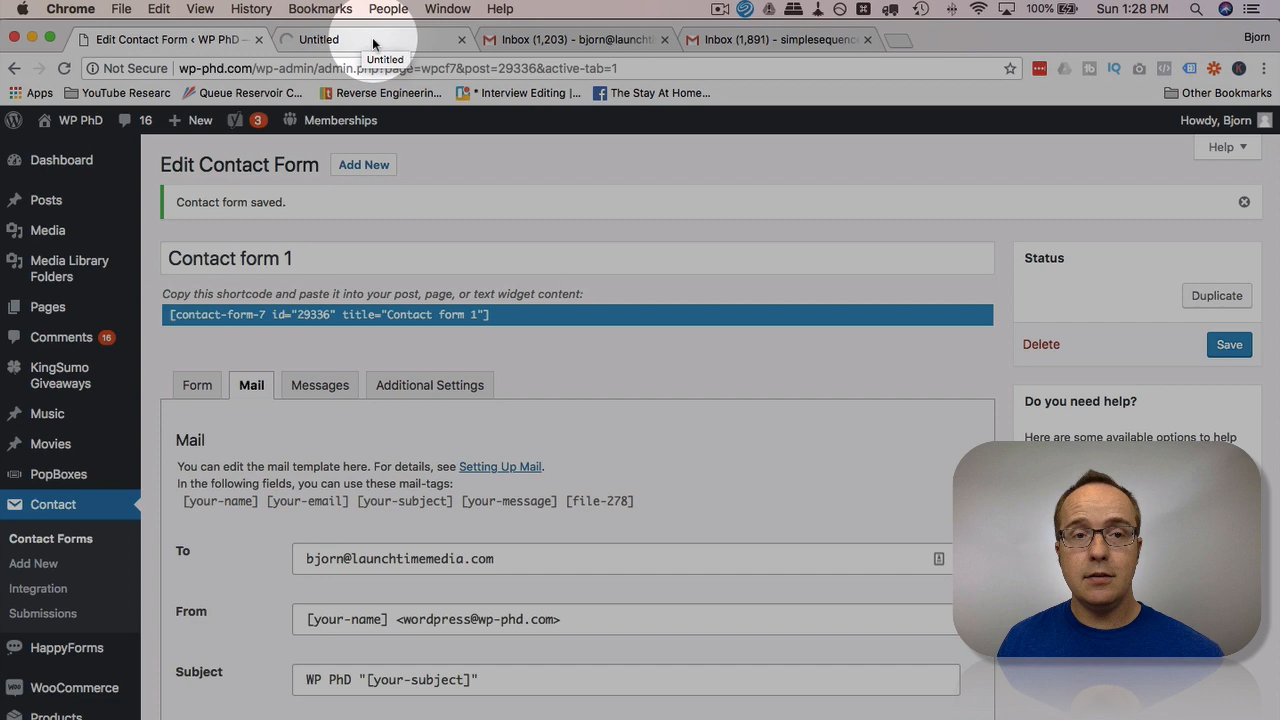 Chrome File Edit View History Bookmarks People Window Help 100% Sun 1:28 PM
Edit Contact Form ‹ WP PhD — Untitled Inbox (1,203) - bjorn@launchti Inbox (1,891) - simplesequenc Bjorn
Untitled
Not Secure wp-phd.com/wp-admin/admin.php?page=wpcf7&post=29336&active-tab=1
Apps YouTube Researc Queue Reservoir C... Reverse Engineerin... * Interview Editing |... The Stay At Home... Other Bookmarks
WP PhD 16 New 3 Memberships Howdy, Bjorn
Help
Dashboard
Posts
Media
Media Library
Folders
Pages
Comments 16
KingSumo
Giveaways
Music
Movies
PopBoxes
Contact
Contact Forms
Add New
Integration
Submissions
HappyForms
WooCommerce
Products
Edit Contact Form Add New
Contact form saved.
Contact form 1
Copy this shortcode and paste it into your post, page, or text widget content:
[contact-form-7 id="29336" title="Contact form 1"]
Form Mail Messages Additional Settings
Mail
You can edit the mail template here. For details, see Setting Up Mail.
In the following fields, you can use these mail-tags:
[your-name] [your-email] [your-subject] [your-message] [file-278]
To bjorn@launchtimemedia.com
From [your-name] <wordpress@wp-phd.com>
Subject WP PhD "[your-subject]"
Status
Duplicate
Delete Save
Do you need help?
Here are some available options to help